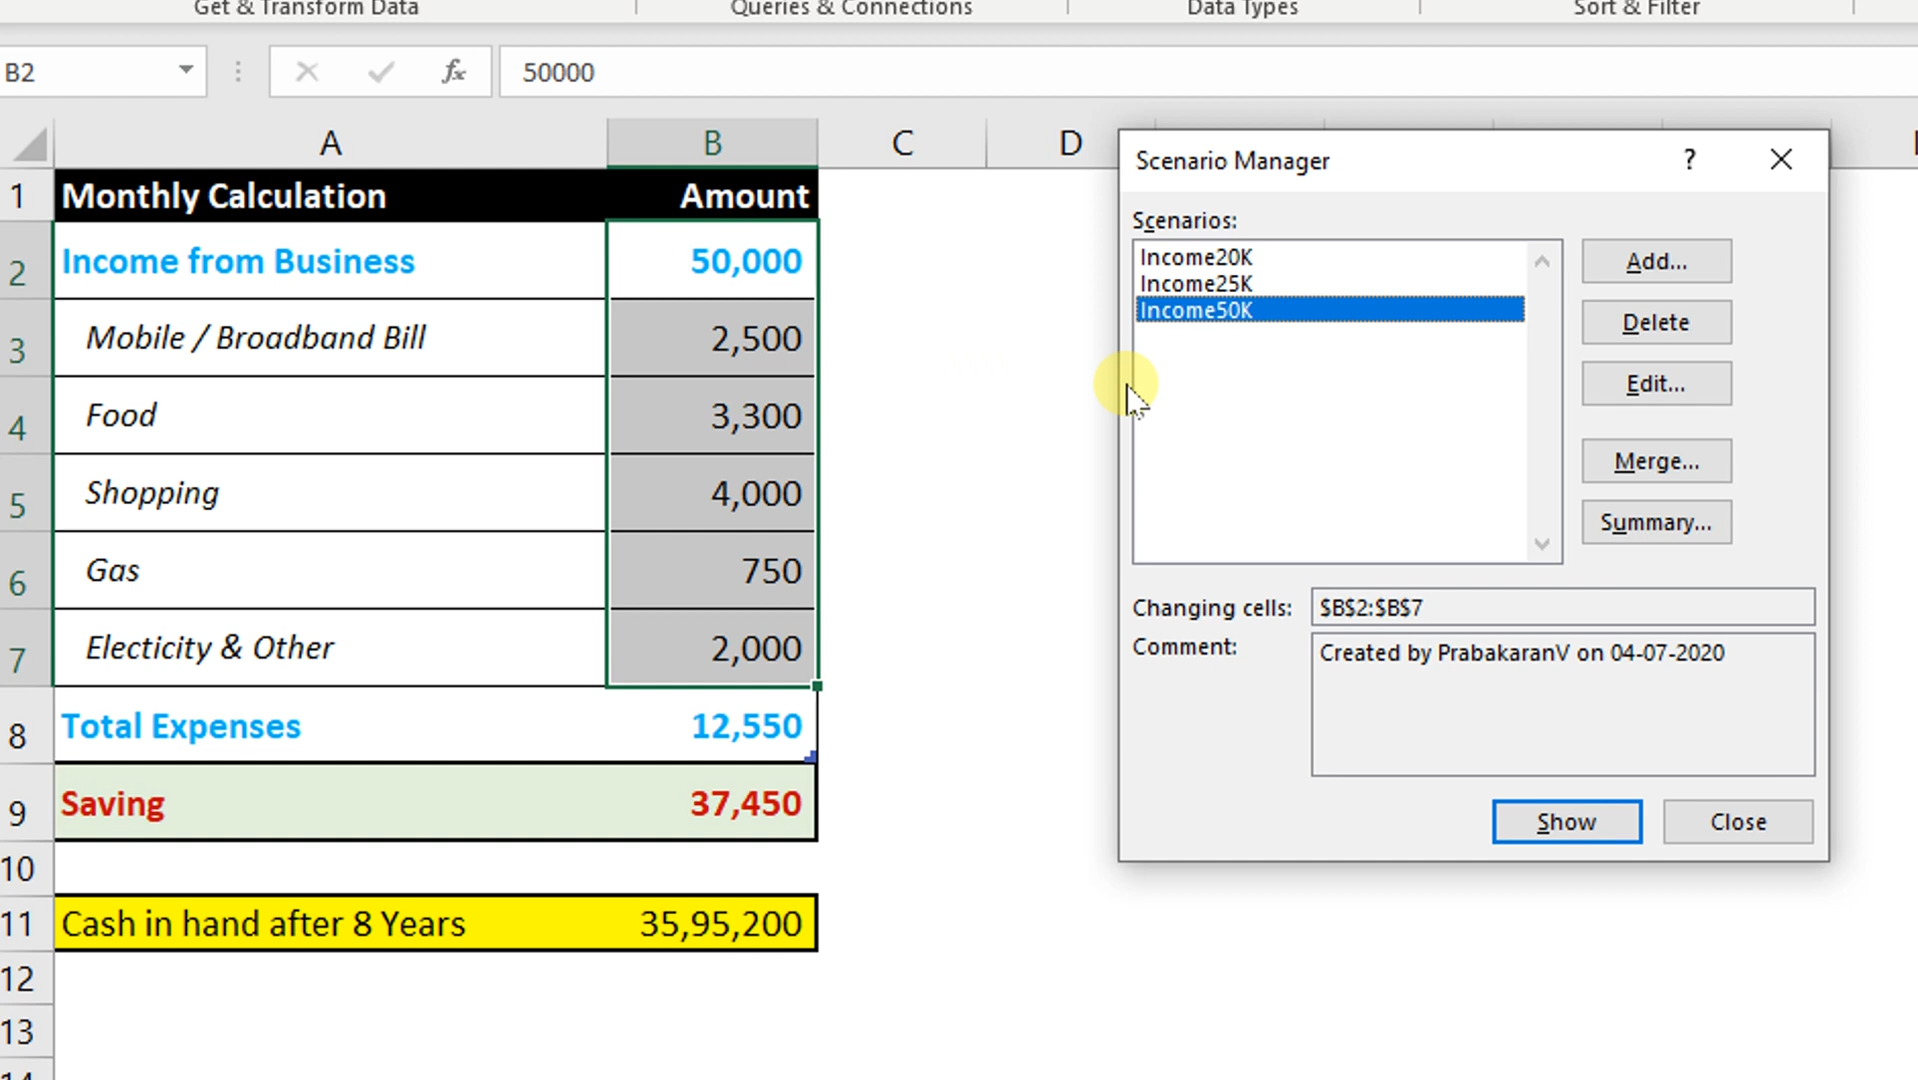 Get & Transform Data Queries & Connections Data Types Sort & Filter
B2 fx 50000
A B C D
1 Monthly Calculation Amount
2 Income from Business 50,000
3 Mobile / Broadband Bill 2,500
4 Food 3,300
5 Shopping 4,000
6 Gas 750
7 Electicity & Other 2,000
8 Total Expenses 12,550
9 Saving 37,450
10
11 Cash in hand after 8 Years 35,95,200
12
13
Scenario Manager ? 
Scenarios:
Income20K
Income25K
Income50K
Add...
Delete
Edit...
Merge...
Summary...
Changing cells: $B$2:$B$7
Comment: Created by PrabakaranV on 04-07-2020
Show Close